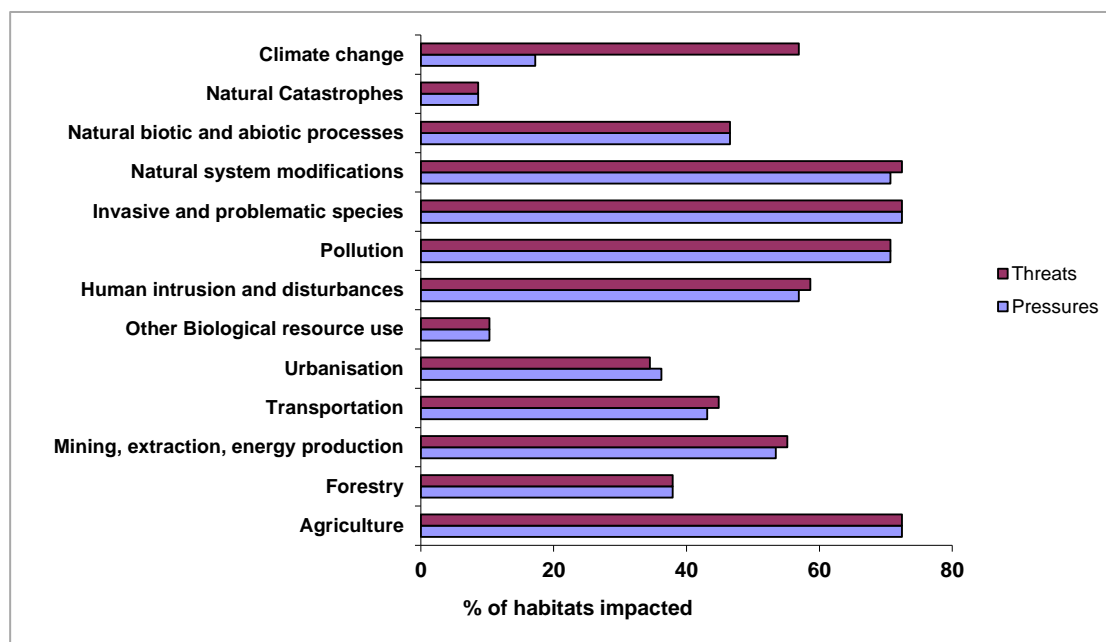 Climate change
Natural Catastrophes
Natural biotic and abiotic processes
Natural system modifications
Invasive and problematic species
Pollution
Human intrusion and disturbances
Other Biological resource use
Urbanisation
Transportation
Mining, extraction, energy production
Forestry
Agriculture
0 20 40 60 80
% of habitats impacted
Threats
Pressures